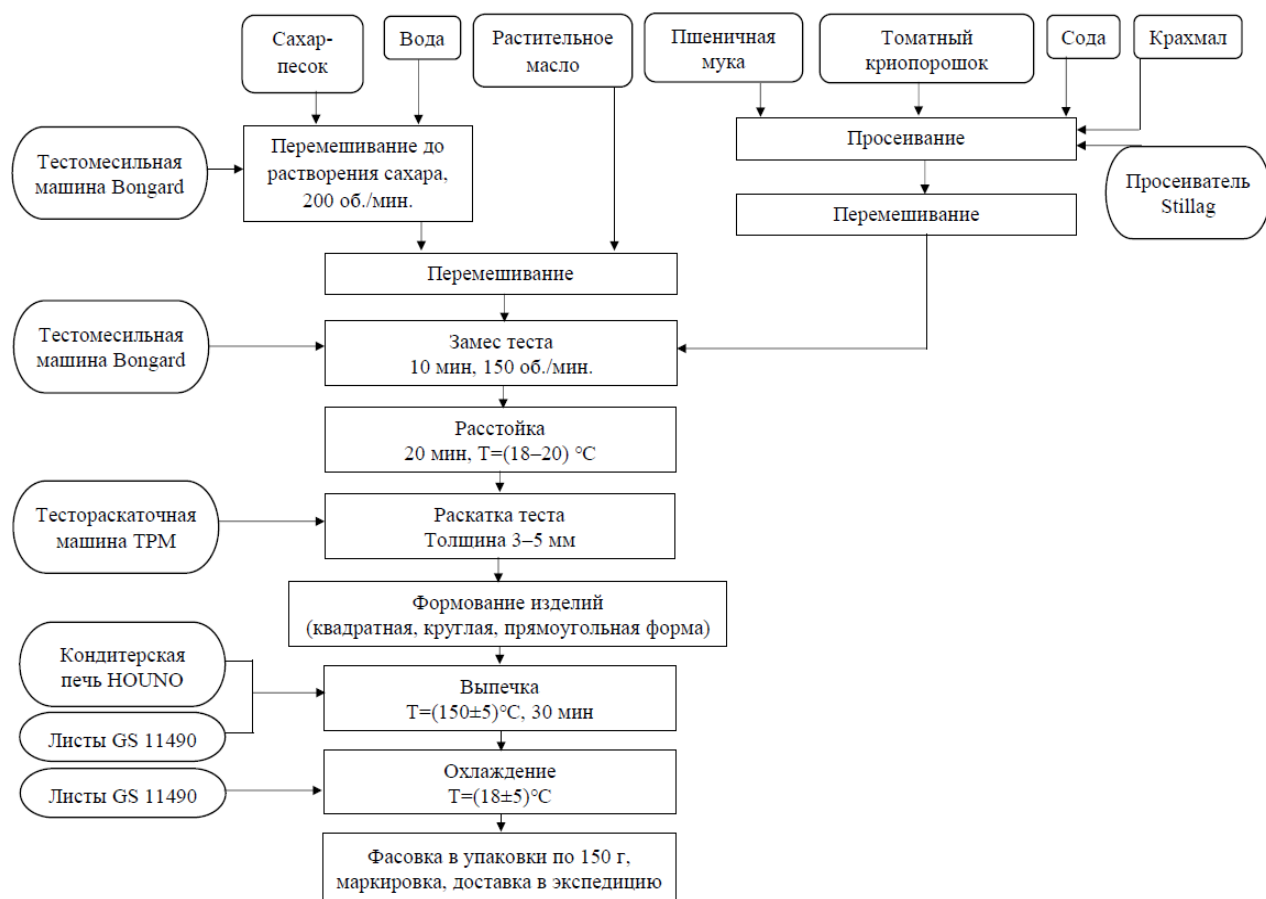 Сахар-
песок
Вода
Растительное
масло
Пшеничная
мука
Томатный
криопорошок
Сода
Крахмал
Тестомесильная
машина Bongard
Перемешивание до
растворения сахара,
200 об./мин.
Просеивание
Просеиватель
Stillag
Перемешивание
Перемешивание
Тестомесильная
машина Bongard
Замес теста
10 мин, 150 об./мин.
Расстойка
20 мин, T=(18–20) °C
Тестораскаточная
машина ТРМ
Раскатка теста
Толщина 3–5 мм
Формование изделий
(квадратная, круглая, прямоугольная форма)
Кондитерская
печь HOUNO
Листы GS 11490
Выпечка
T=(150±5)°C, 30 мин
Листы GS 11490
Охлаждение
T=(18±5)°C
Фасовка в упаковки по 150 г,
маркировка, доставка в экспедицию